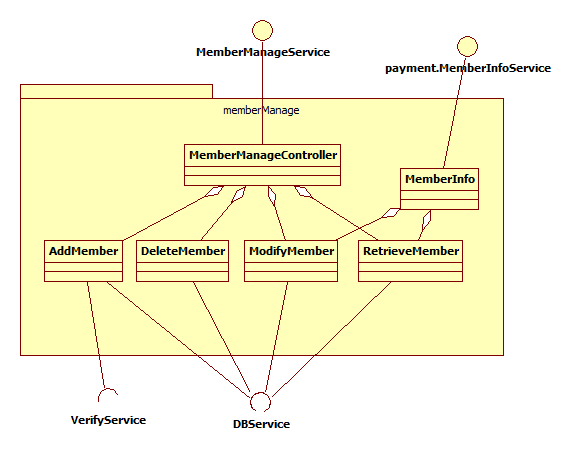 MemberManageService
payment.MemberInfoService
memberManage
MemberManageController
MemberInfo
AddMember
DeleteMember
ModifyMember
RetrieveMember
VerifyService
DBService